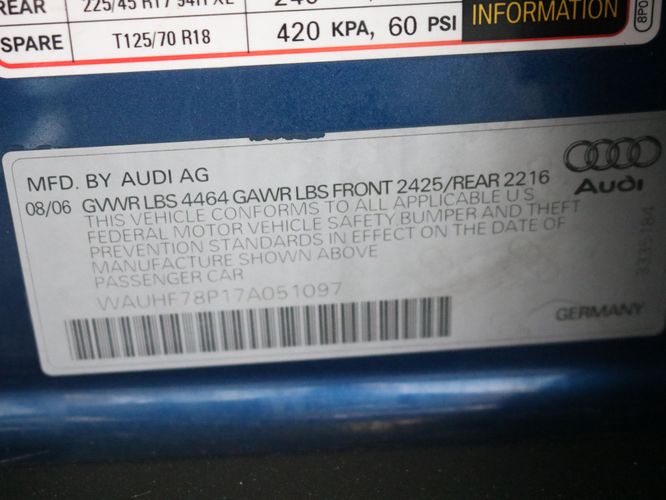 REAR 225/45 R17 94H XL 240
INFORMATION
SPARE T125/70 R18 420 KPA, 60 PSI
8P0
MFD. BY AUDI AG
08/06 GVWR LBS 4464 GAWR LBS FRONT 2425/REAR 2216
THIS VEHICLE CONFORMS TO ALL APPLICABLE U.S
FEDERAL MOTOR VEHICLE SAFETY BUMPER AND THEFT
PREVENTION STANDARDS IN EFFECT ON THE DATE OF
MANUFACTURE SHOWN ABOVE
PASSENGER CAR
WAUHF78P17A051097
Audi
3335184
GERMANY